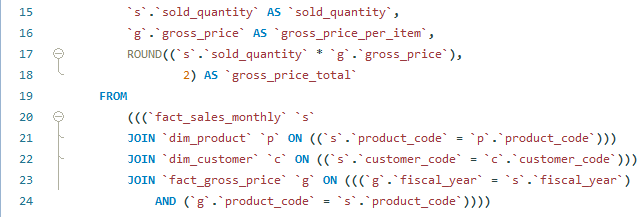 15 `s`.`sold_quantity` AS `sold_quantity`,
16 `g`.`gross_price` AS `gross_price_per_item`,
17 ROUND((`s`.`sold_quantity` * `g`.`gross_price`),
18 2) AS `gross_price_total`
19 FROM
20 (((`fact_sales_monthly` `s`
21 JOIN `dim_product` `p` ON ((`s`.`product_code` = `p`.`product_code`)))
22 JOIN `dim_customer` `c` ON ((`s`.`customer_code` = `c`.`customer_code`)))
23 JOIN `fact_gross_price` `g` ON (((`g`.`fiscal_year` = `s`.`fiscal_year`)
24 AND (`g`.`product_code` = `s`.`product_code`))))